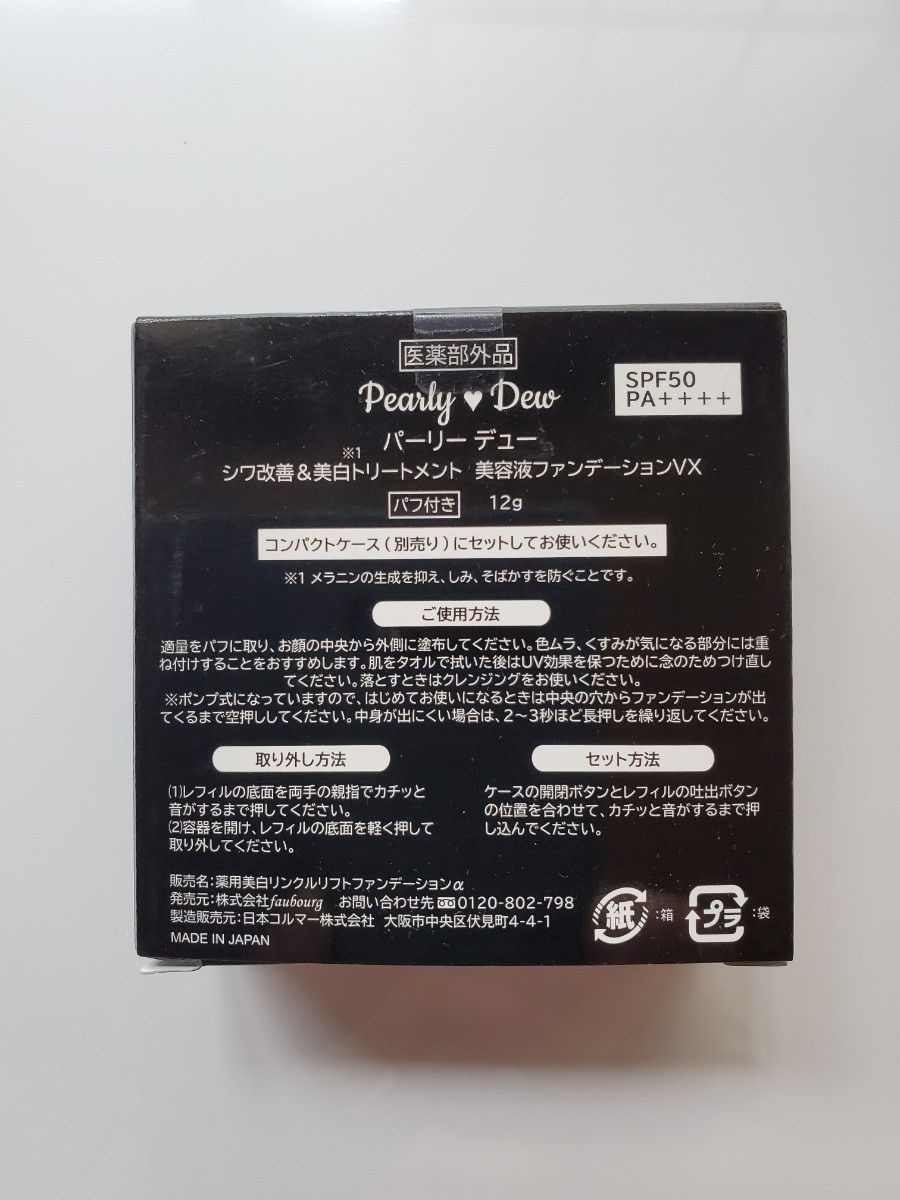 医薬部外品
SPF50
PA++++
Pearly ♥ Dew
パーリー デュー
※1
シワ改善&美白トリートメント 美容液ファンデーションVX
パフ付き 12g
コンパクトケース(別売り)にセットしてお使いください。
※1 メラニンの生成を抑え、しみ、そばかすを防ぐことです。
ご使用方法
適量をパフに取り、お顔の中央から外側に塗布してください。色ムラ、くすみが気になる部分には重
ね付けすることをおすすめします。肌をタオルで拭いた後はUV効果を保つために念のためつけ直し
てください。落とすときはクレンジングをお使いください。
※ポンプ式になっていますので、はじめてお使いになるときは中央の穴からファンデーションが出
てくるまで空押ししてください。中身が出にくい場合は、2～3秒ほど長押しを繰り返してください。
取り外し方法
(1)レフィルの底面を両手の親指でカチッと
音がするまで押してください。
(2)容器を開け、レフィルの底面を軽く押して
取り外してください。
セット方法
ケースの開閉ボタンとレフィルの吐出ボタン
の位置を合わせて、カチッと音がするまで押
し込んでください。
販売名:薬用美白リンクルリフトファンデーションα
発売元:株式会社faubourg お問い合わせ先 0120-802-798
製造販売元:日本コルマー株式会社 大阪市中央区伏見町4-4-1
MADE IN JAPAN
紙 :箱
プラ :袋